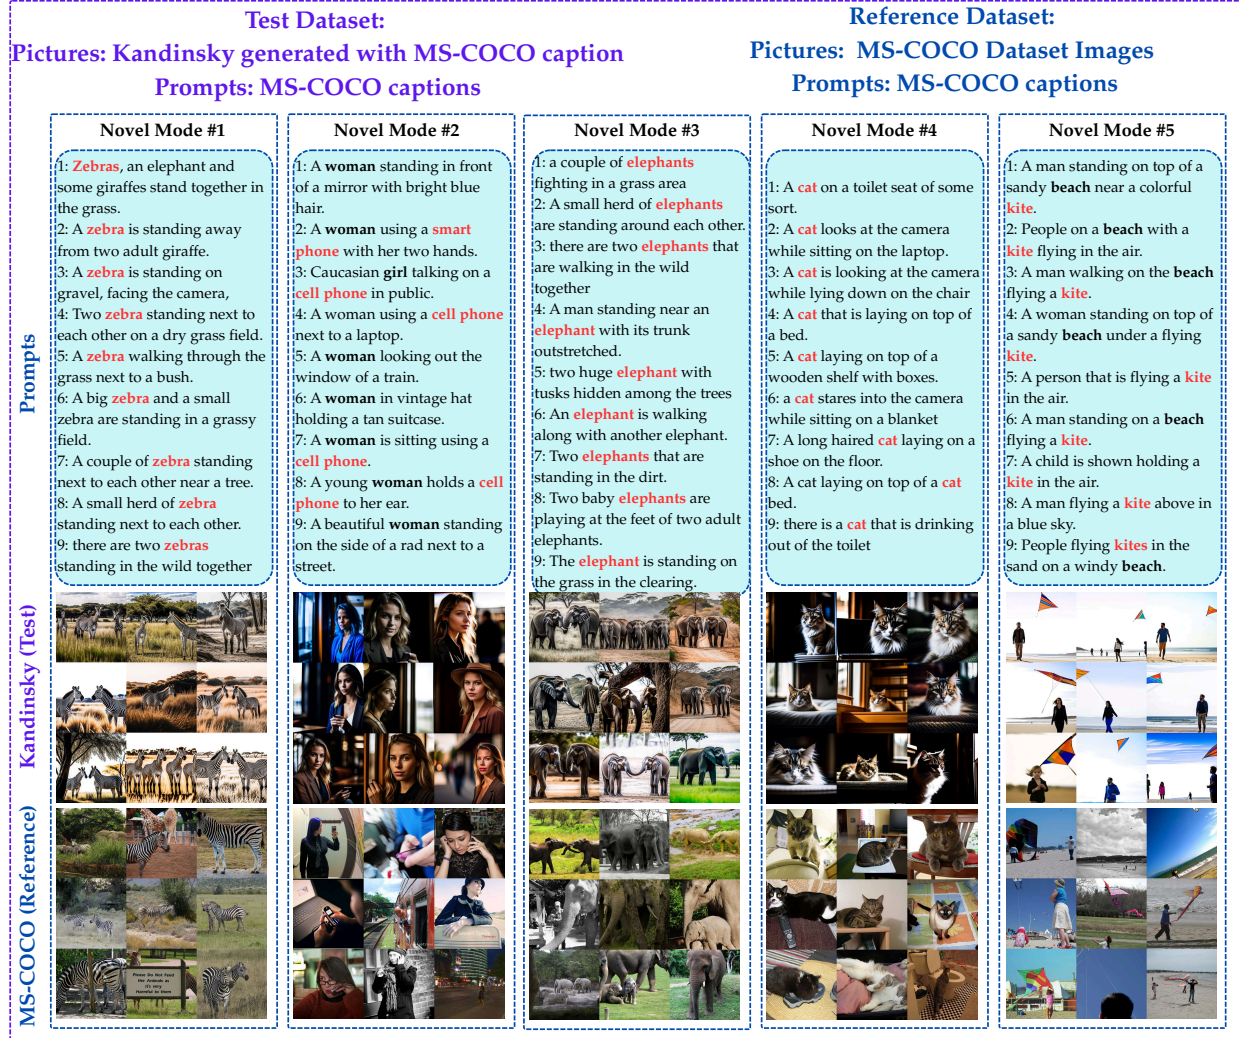 Test Dataset:
Pictures: Kandinsky generated with MS-COCO caption
Prompts: MS-COCO captions
Reference Dataset:
Pictures: MS-COCO Dataset Images
Prompts: MS-COCO captions
Prompts
Novel Mode #1
1: Zebras, an elephant and
some giraffes stand together in
the grass.
2: A zebra is standing away
from two adult giraffe.
3: A zebra is standing on
gravel, facing the camera,
4: Two zebra standing next to
each other on a dry grass field.
5: A zebra walking through the
grass next to a bush.
6: A big zebra and a small
zebra are standing in a grassy
field.
7: A couple of zebra standing
next to each other near a tree.
8: A small herd of zebra
standing next to each other.
9: there are two zebras
standing in the wild together
Novel Mode #2
1: A woman standing in front
of a mirror with bright blue
hair.
2: A woman using a smart
phone with her two hands.
3: Caucasian girl talking on a
cell phone in public.
4: A woman using a cell phone
next to a laptop.
5: A woman looking out the
window of a train.
6: A woman in vintage hat
holding a tan suitcase.
7: A woman is sitting using a
cell phone.
8: A young woman holds a cell
phone to her ear.
9: A beautiful woman standing
on the side of a rad next to a
street.
Novel Mode #3
1: a couple of elephants
fighting in a grass area
2: A small herd of elephants
are standing around each other.
3: there are two elephants that
are walking in the wild
together
4: A man standing near an
elephant with its trunk
outstretched.
5: two huge elephant with
tusks hidden among the trees
6: An elephant is walking
along with another elephant.
7: Two elephants that are
standing in the dirt.
8: Two baby elephants are
playing at the feet of two adult
elephants.
9: The elephant is standing on
the grass in the clearing.
Novel Mode #4
1: A cat on a toilet seat of some
sort.
2: A cat looks at the camera
while sitting on the laptop.
3: A cat is looking at the camera
while lying down on the chair
4: A cat that is laying on top of
a bed.
5: A cat laying on top of a
wooden shelf with boxes.
6: a cat stares into the camera
while sitting on a blanket
7: A long haired cat laying on a
shoe on the floor.
8: A cat laying on top of a cat
bed.
9: there is a cat that is drinking
out of the toilet
Novel Mode #5
1: A man standing on top of a
sandy beach near a colorful
kite.
2: People on a beach with a
kite flying in the air.
3: A man walking on the beach
flying a kite.
4: A woman standing on top of
a sandy beach under a flying
kite.
5: A person that is flying a kite
in the air.
6: A man standing on a beach
flying a kite.
7: A child is shown holding a
kite in the air.
8: A man flying a kite above in
a blue sky.
9: People flying kites in the
sand on a windy beach.
Kandinsky (Test)
MS-COCO (Reference)
Please Do Not Feed
the Animals as
It's very
Harmful to them